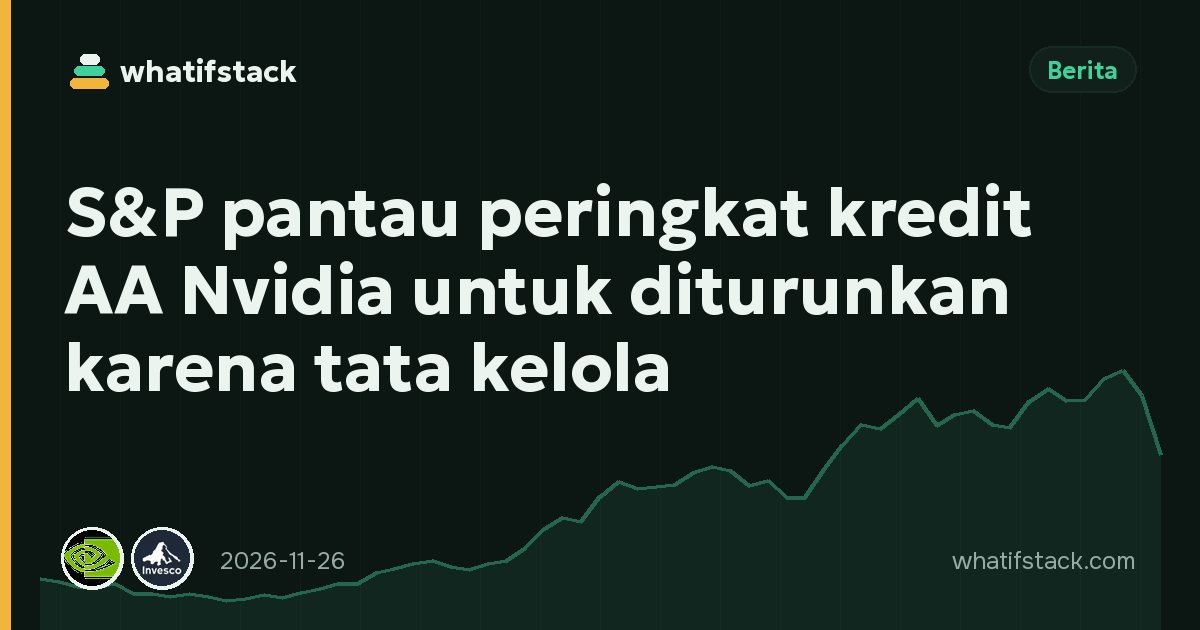 whatifstack
Berita
S&P pantau peringkat kredit
AA Nvidia untuk diturunkan
karena tata kelola
Invesco
2026-11-26
whatifstack.com